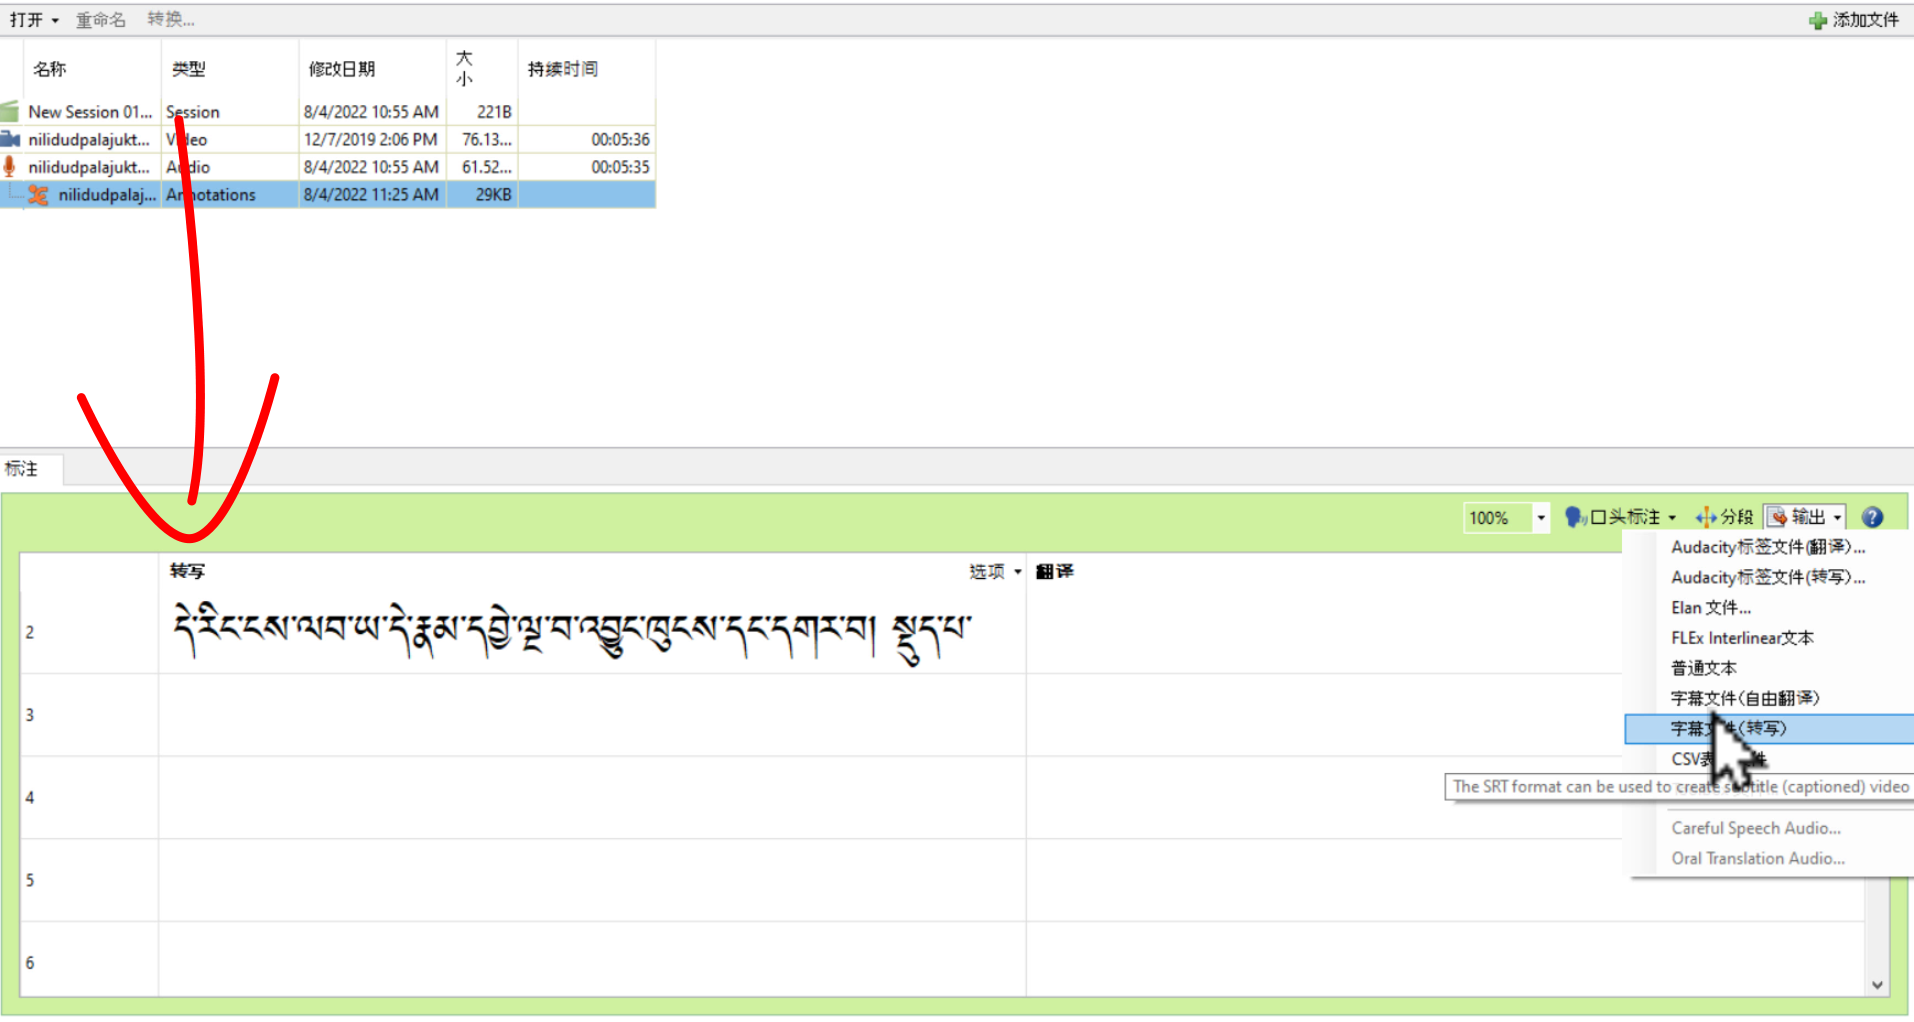 打开 重命名 转换... 添加文件
名称 类型 修改日期 大小 持续时间
New Session 01... Session 8/4/2022 10:55 AM 221B
nilidudpalajukt... Video 12/7/2019 2:06 PM 76.13... 00:05:36
nilidudpalajukt... Audio 8/4/2022 10:55 AM 61.52... 00:05:35
nilidudpalaj... Annotations 8/4/2022 11:25 AM 29KB
标注
100% 口头标注 分段 输出
转写 选项 翻译
2 དེ་རིང་ངས་ལབ་ཡ་དེ་རྣམ་དབྱེ་ལྔ་བ་འབྱུང་ཁུངས་དང་དགར་བ། སྡུད་པ་
3
4
5
6
Audacity标签文件(翻译)...
Audacity标签文件(转写)...
Elan 文件...
FLEx Interlinear文本
普通文本
字幕文件(自由翻译)
字幕文件(转写)
CSV
The SRT format can be used to create subtitle (captioned) video
Careful Speech Audio...
Oral Translation Audio...